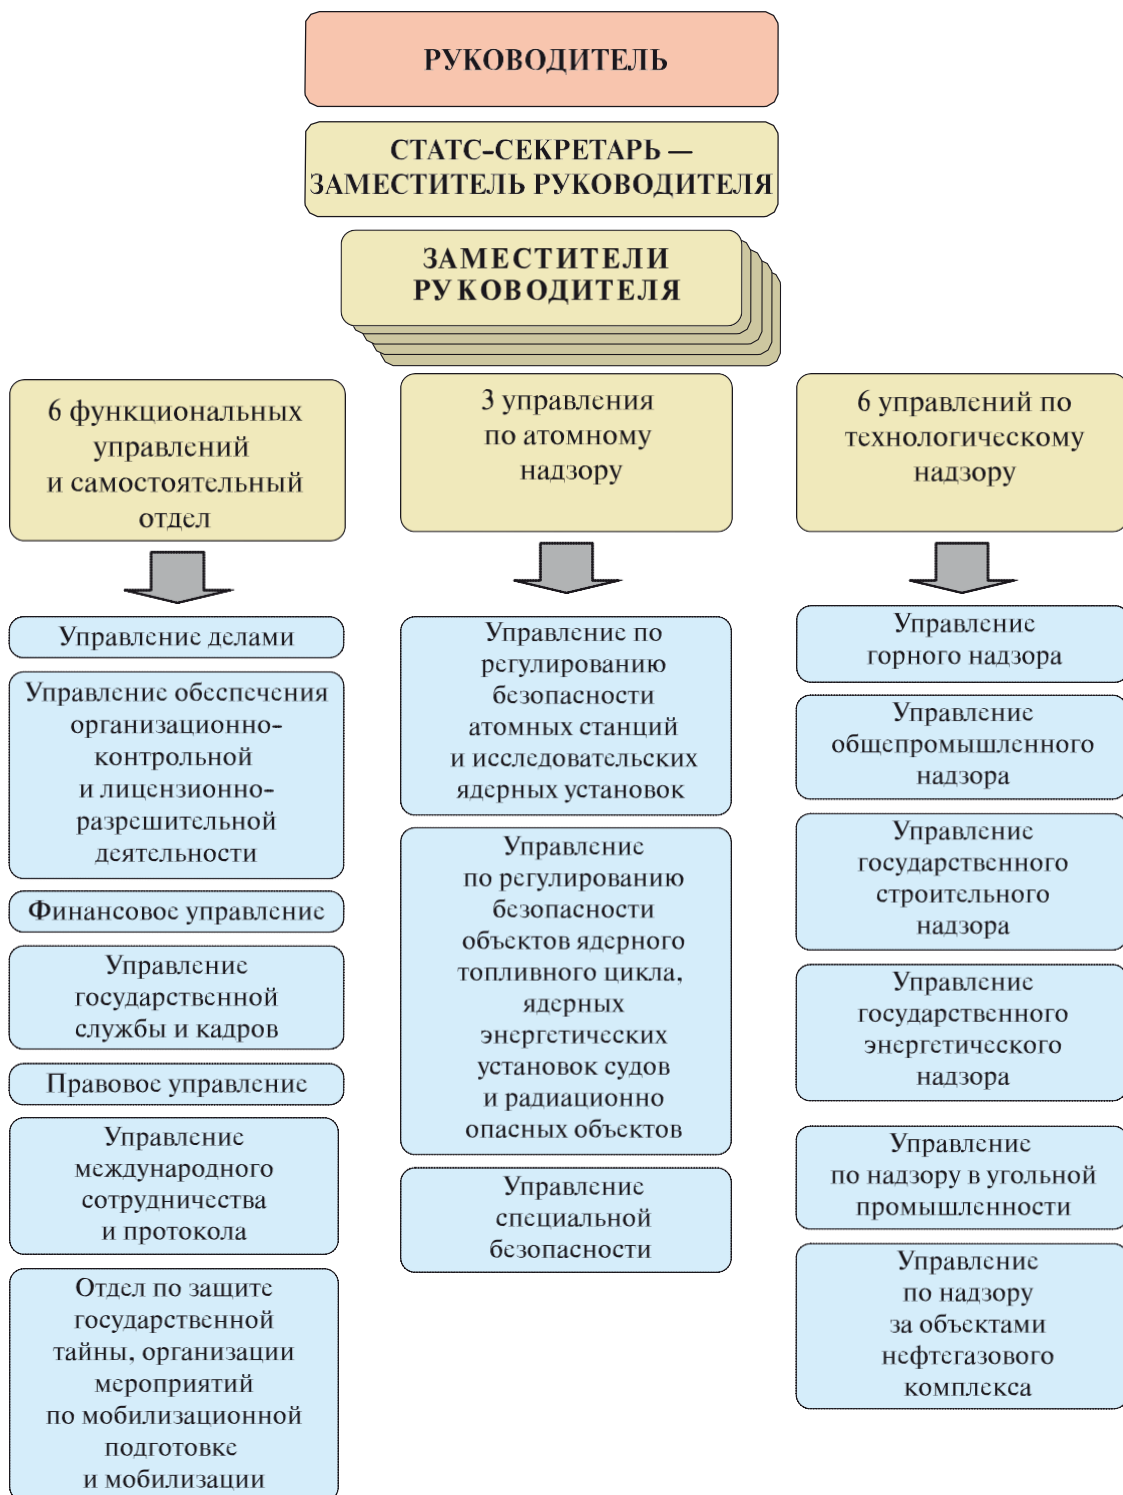 РУКОВОДИТЕЛЬ
СТАТС-СЕКРЕТАРЬ —
ЗАМЕСТИТЕЛЬ РУКОВОДИТЕЛЯ
ЗАМЕСТИТЕЛИ
РУКОВОДИТЕЛЯ
6 функциональных
управлений
и самостоятельный
отдел
Управление делами
Управление обеспечения
организационно-
контрольной
и лицензионно-
разрешительной
деятельности
Финансовое управление
Управление
государственной
службы и кадров
Правовое управление
Управление
международного
сотрудничества
и протокола
Отдел по защите
государственной
тайны, организации
мероприятий
по мобилизационной
подготовке
и мобилизации
3 управления
по атомному
надзору
Управление по
регулированию
безопасности
атомных станций
и исследовательских
ядерных установок
Управление
по регулированию
безопасности
объектов ядерного
топливного цикла,
ядерных
энергетических
установок судов
и радиационно
опасных объектов
Управление
специальной
безопасности
6 управлений по
технологическому
надзору
Управление
горного надзора
Управление
общепромышленного
надзора
Управление
государственного
строительного
надзора
Управление
государственного
энергетического
надзора
Управление
по надзору в угольной
промышленности
Управление
по надзору
за объектами
нефтегазового
комплекса